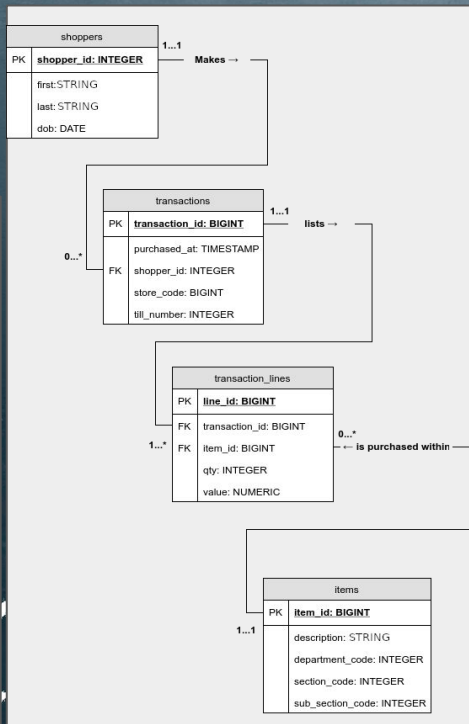 shoppers
1...1
PK shopper_id: INTEGER
Makes →
first:STRING
last: STRING
dob: DATE
transactions
1...1
PK transaction_id: BIGINT
lists →
purchased_at: TIMESTAMP
0...*
FK shopper_id: INTEGER
store_code: BIGINT
till_number: INTEGER
transaction_lines
PK line_id: BIGINT
FK transaction_id: BIGINT
0...*
1...*
FK item_id: BIGINT
← is purchased within
qty: INTEGER
value: NUMERIC
items
PK item_id: BIGINT
1...1
description: STRING
department_code: INTEGER
section_code: INTEGER
sub_section_code: INTEGER